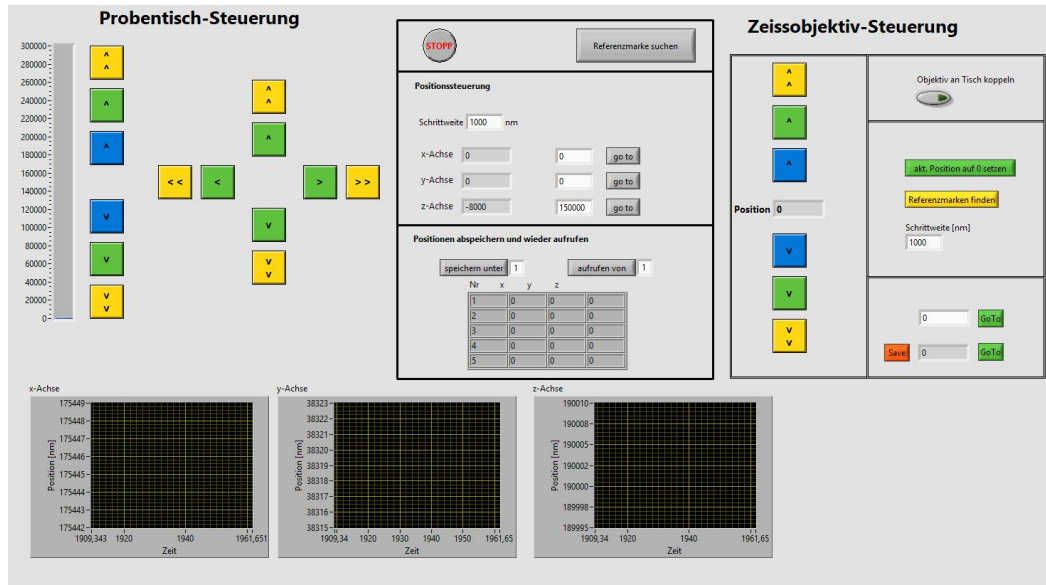 Probentisch-Steuerung
300000
280000
260000
240000
220000
200000
180000
160000
140000
120000
100000
80000
60000
40000
20000
0
^
^
^
^
v
v
v
v
<<
<
^
^
^
v
v
v
>
>>
STOPP
Referenzmarke suchen
Positionssteuerung
Schrittweite 1000 nm
x-Achse 0 0 go to
y-Achse 0 0 go to
z-Achse -8000 150000 go to
Positionen abspeichern und wieder aufrufen
speichern unter 1 aufrufen von 1
Nr x y z
1 0 0 0
2 0 0 0
3 0 0 0
4 0 0 0
5 0 0 0
Zeissobjektiv-Steuerung
^
^
^
^
Position 0
v
v
v
v
Objektiv an Tisch koppeln
akt. Position auf 0 setzen
Referenzmarken finden
Schrittweite [nm]
1000
0 GoTo
Save 0 GoTo
x-Achse
175449
175448
175447
175446
175445
175444
175443
175442
Position [nm]
1909,343 1920 1940 1961,651
Zeit
y-Achse
38323
38322
38321
38320
38319
38318
38317
38316
38315
Position [nm]
1909,34 1920 1930 1940 1950 1961,65
Zeit
z-Achse
190010
190008
190005
190002
190000
189998
189995
Position [nm]
1909,34 1920 1940 1961,65
Zeit